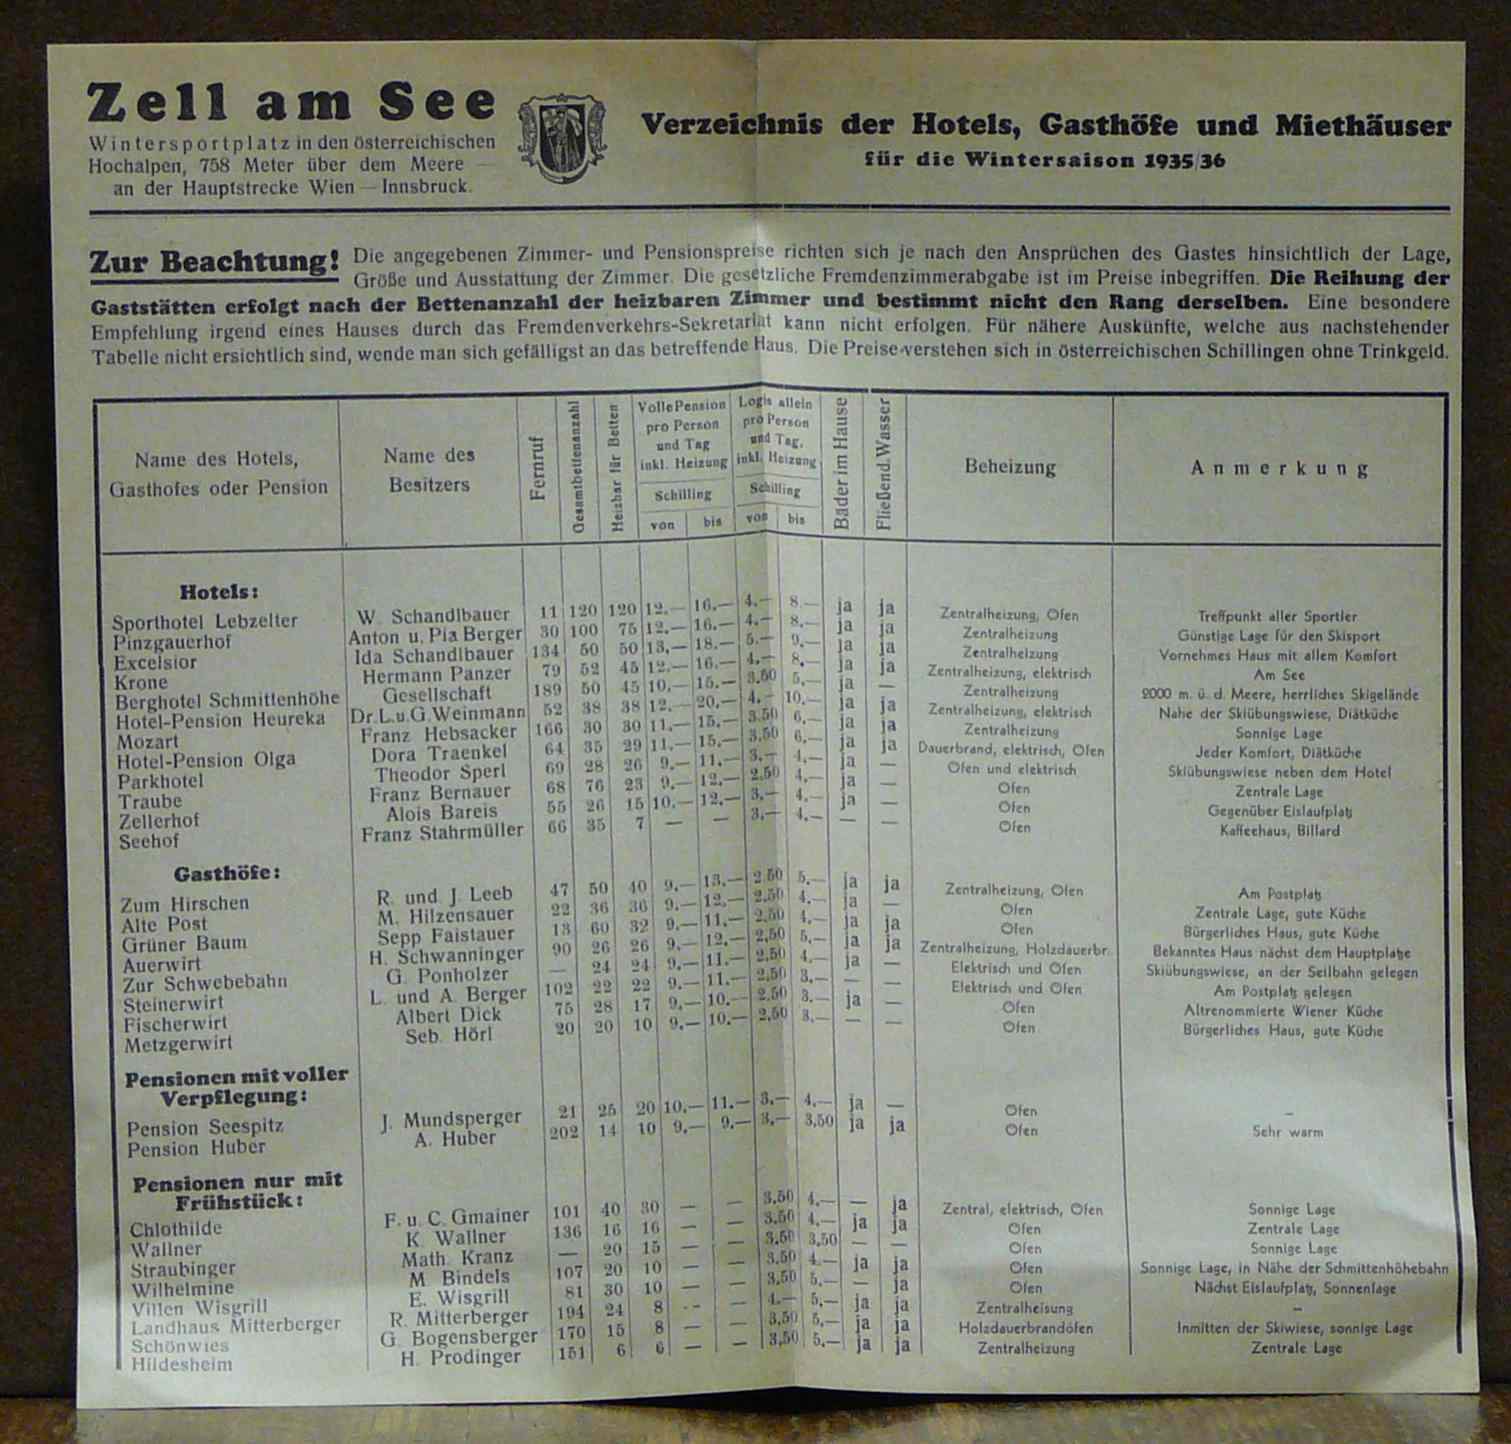 Zell am See
Wintersportplatz in den österreichischen
Hochalpen, 758 Meter über dem Meere —
an der Hauptstrecke Wien — Innsbruck.
Verzeichnis der Hotels, Gasthöfe und Miethäuser
für die Wintersaison 1935/36
Zur Beachtung! Die angegebenen Zimmer- und Pensionspreise richten sich je nach den Ansprüchen des Gastes hinsichtlich der Lage,
Größe und Ausstattung der Zimmer. Die gesetzliche Fremdenzimmerabgabe ist im Preise inbegriffen. Die Reihung der
Gaststätten erfolgt nach der Bettenanzahl der heizbaren Zimmer und bestimmt nicht den Rang derselben. Eine besondere
Empfehlung irgend eines Hauses durch das Fremdenverkehrs-Sekretariat kann nicht erfolgen. Für nähere Auskünfte, welche aus nachstehender
Tabelle nicht ersichtlich sind, wende man sich gefälligst an das betreffende Haus. Die Preise verstehen sich in österreichischen Schillingen ohne Trinkgeld.
Name des Hotels,
Gasthofes oder Pension
Name des
Besitzers
Fernruf
Gesamtbettenanzahl
Heizbar für Betten
Volle Pension
pro Person
und Tag
inkl. Heizung
Schilling
von bis
Logis allein
pro Person
und Tag,
inkl. Heizung
Schilling
von bis
Bäder im Hause
Fließend. Wasser
Beheizung
Anmerkung
Hotels:
Sporthotel Lebzelter W. Schandlbauer 11 120 120 12.— 16.— 4.— 8.— ja ja Zentralheizung, Ofen Treffpunkt aller Sportler
Pinzgauerhof Anton u. Pia Berger 30 100 75 12.— 16.— 4.— 8.— ja ja Zentralheizung Günstige Lage für den Skisport
Excelsior Ida Schandlbauer 134 50 50 13.— 18.— 5.— 9.— ja ja Zentralheizung Vornehmes Haus mit allem Komfort
Krone Hermann Panzer 79 52 45 12.— 16.— 4.— 8.— ja ja Zentralheizung, elektrisch Am See
Berghotel Schmittenhöhe Gesellschaft 189 50 45 10.— 15.— 3.50 5.— ja — Zentralheizung 2000 m. ü. d. Meere, herrliches Skigelände
Hotel-Pension Heureka Dr. L. u. G. Weinmann 52 38 38 12.— 20.— 4.— 10.— ja ja Zentralheizung, elektrisch Nahe der Skiübungswiese, Diätküche
Mozart Franz Hebsacker 166 30 30 11.— 15.— 3.50 6.— ja ja Zentralheizung Sonnige Lage
Hotel-Pension Olga Dora Traenkel 64 35 29 11.— 15.— 3.50 6.— ja ja Dauerbrand, elektrisch, Ofen Jeder Komfort, Diätküche
Parkhotel Theodor Sperl 69 28 26 9.— 11.— 3.— 4.— ja — Ofen und elektrisch Skiübungswiese neben dem Hotel
Traube Franz Bernauer 68 76 23 9.— 12.— 2.50 4.— ja — Ofen Zentrale Lage
Zellerhof Alois Bareis 55 26 15 10.— 12.— 3.— 4.— ja — Ofen Gegenüber Eislaufplatz
Seehof Franz Stahrmüller 66 35 7 — — 3.— 4.— — — Ofen Kaffeehaus, Billard
Gasthöfe:
Zum Hirschen R. und J. Leeb 47 50 40 9.— 13.— 2.50 5.— ja ja Zentralheizung, Ofen Am Postplatz
Alte Post M. Hilzensauer 22 36 36 9.— 12.— 2.50 4.— ja — Ofen Zentrale Lage, gute Küche
Grüner Baum Sepp Faistauer 13 60 32 9.— 11.— 2.50 4.— ja ja Ofen Bürgerliches Haus, gute Küche
Auerwirt H. Schwanninger 90 26 26 9.— 12.— 2.50 5.— ja ja Zentralheizung, Holzdauerbr. Bekanntes Haus nächst dem Hauptplatze
Zur Schwebebahn G. Ponholzer — 24 24 9.— 11.— 2.50 4.— ja — Elektrisch und Ofen Skiübungswiese, an der Seilbahn gelegen
Steinerwirt L. und A. Berger 102 22 22 9.— 11.— 2.50 3.— — — Elektrisch und Ofen Am Postplatz gelegen
Fischerwirt Albert Dick 75 28 17 9.— 10.— 2.50 3.— ja — Ofen Altrenommierte Wiener Küche
Metzgerwirt Seb. Hörl 20 20 10 9.— 10.— 2.50 3.— — — Ofen Bürgerliches Haus, gute Küche
Pensionen mit voller
Verpflegung:
Pension Seespitz J. Mundsperger 21 25 20 10.— 11.— 3.— 4.— ja — Ofen —
Pension Huber A. Huber 202 14 10 9.— 9.— 3.— 3,50 ja ja Ofen Sehr warm
Pensionen nur mit
Frühstück:
Chlothilde F. u. C. Gmainer 101 40 30 — — 3.50 4.— — ja Zentral, elektrisch, Ofen Sonnige Lage
Wallner K. Wallner 136 16 16 — — 3.50 4.— ja ja Ofen Zentrale Lage
Straubinger Math. Kranz — 20 15 — — 3.50 3.50 — — Ofen Sonnige Lage
Wilhelmine M. Bindels 107 20 10 — — 3.50 4.— ja ja Ofen Sonnige Lage, in Nähe der Schmittenhöhebahn
Villen Wisgrill E. Wisgrill 81 30 10 — — 3,50 5.— — ja Ofen Nächst Eislaufplatz, Sonnenlage
Landhaus Mitterberger R. Mitterberger 194 24 8 -- — 4.— 5.— ja ja Zentralheisung —
Schönwies G. Bogensberger 170 15 8 — — 3,50 5.— ja ja Holzdauerbrandöfen Inmitten der Skiwiese, sonnige Lage
Hildesheim H. Prodinger 151 6 6 — — 3,50 5.— ja ja Zentralheizung Zentrale Lage